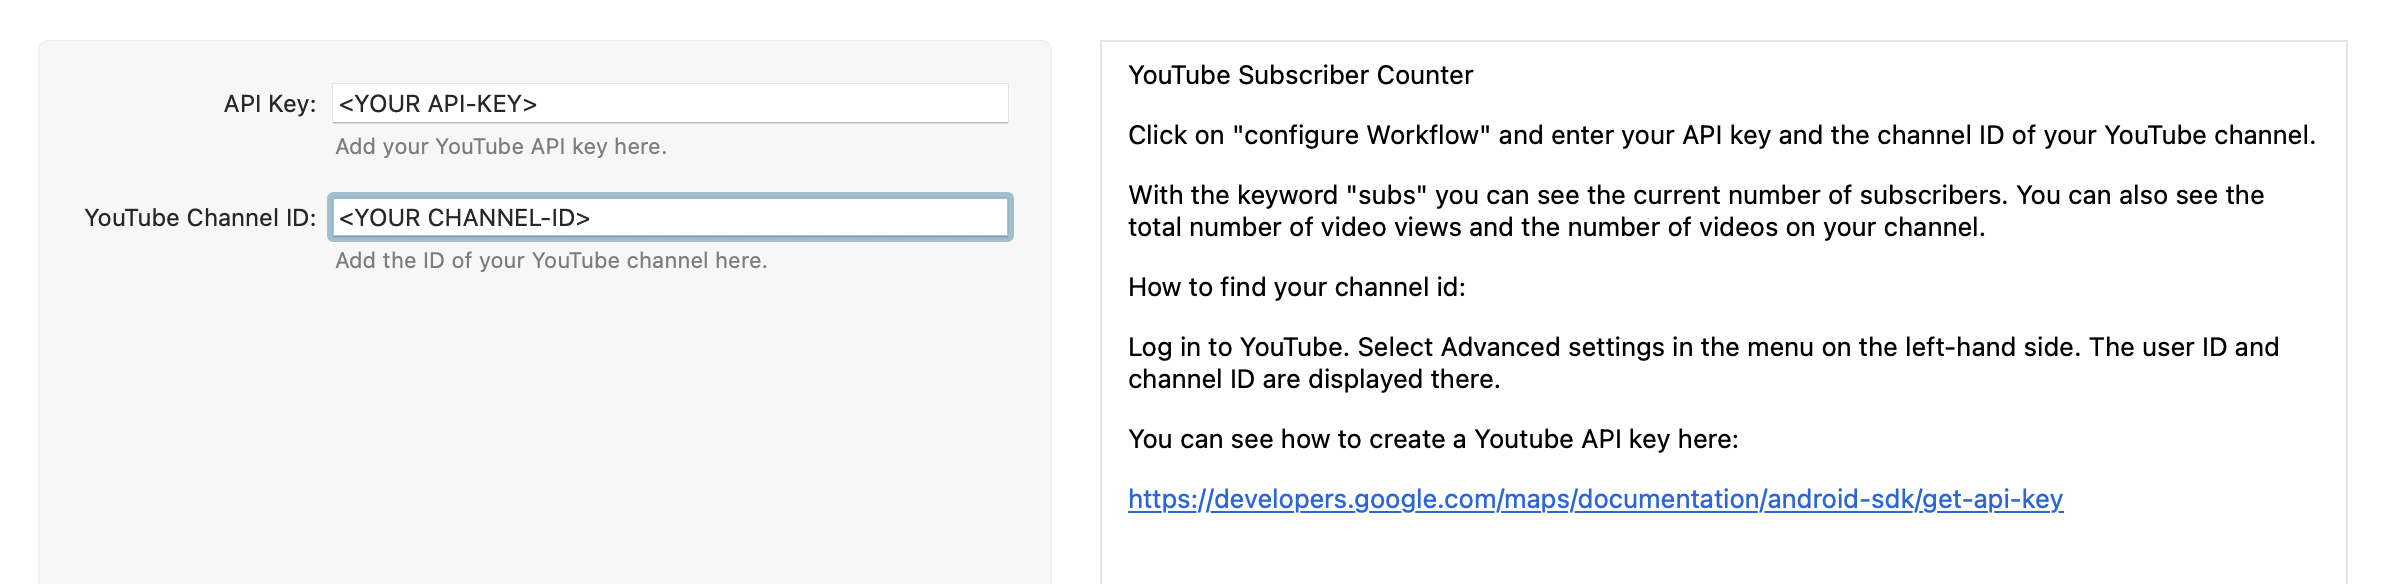 API Key: <YOUR API-KEY>
Add your YouTube API key here.
YouTube Channel ID: <YOUR CHANNEL-ID>
Add the ID of your YouTube channel here.
YouTube Subscriber Counter
Click on "configure Workflow" and enter your API key and the channel ID of your YouTube channel.
With the keyword "subs" you can see the current number of subscribers. You can also see the
total number of video views and the number of videos on your channel.
How to find your channel id:
Log in to YouTube. Select Advanced settings in the menu on the left-hand side. The user ID and
channel ID are displayed there.
You can see how to create a Youtube API key here:
https://developers.google.com/maps/documentation/android-sdk/get-api-key